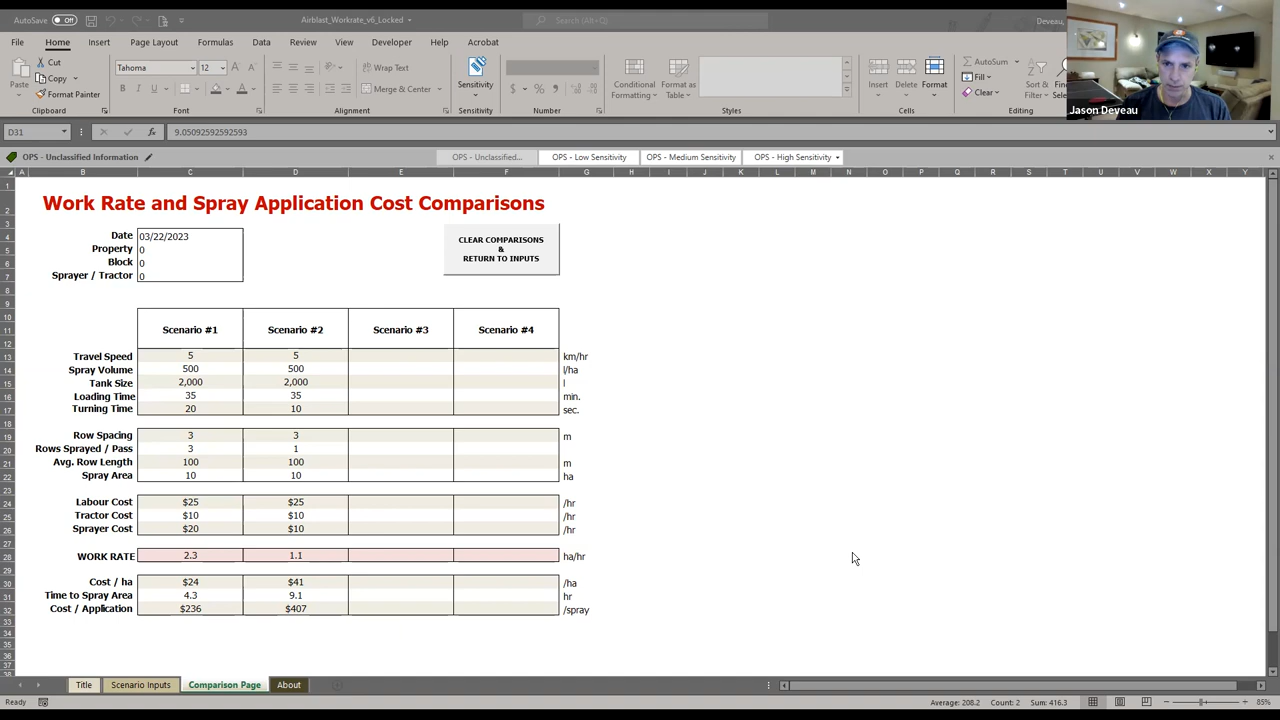 AutoSave Off Airblast_Workrate_v6_Locked Search (Alt+Q) Deveau,
File Home Insert Page Layout Formulas Data Review View Developer Help Acrobat
Paste Cut Copy Format Painter Tahoma 12 Wrap Text Merge & Center Sensitivity Conditional Formatting Format as Table Insert Delete Format AutoSum Fill Clear Sort & Filter
Jason Deveau
Clipboard Font Alignment Sensitivity Number Styles Cells Editing
D31 fx 9.05092592592593
OPS - Unclassified Information OPS - Unclassified... OPS - Low Sensitivity OPS - Medium Sensitivity OPS - High Sensitivity
A B C D E F G H I J K L M N O P Q R S T U V W X Y
Work Rate and Spray Application Cost Comparisons
Date 03/22/2023
Property 0
Block 0
Sprayer / Tractor 0
CLEAR COMPARISONS
&
RETURN TO INPUTS
Scenario #1 Scenario #2 Scenario #3 Scenario #4
Travel Speed 5 5 km/hr
Spray Volume 500 500 l/ha
Tank Size 2,000 2,000 l
Loading Time 35 35 min.
Turning Time 20 10 sec.
Row Spacing 3 3 m
Rows Sprayed / Pass 3 1
Avg. Row Length 100 100 m
Spray Area 10 10 ha
Labour Cost $25 $25 /hr
Tractor Cost $10 $10 /hr
Sprayer Cost $20 $10 /hr
WORK RATE 2.3 1.1 ha/hr
Cost / ha $24 $41 /ha
Time to Spray Area 4.3 9.1 hr
Cost / Application $236 $407 /spray
Title Scenario Inputs Comparison Page About
Ready Average: 208.2 Count: 2 Sum: 416.3 85%